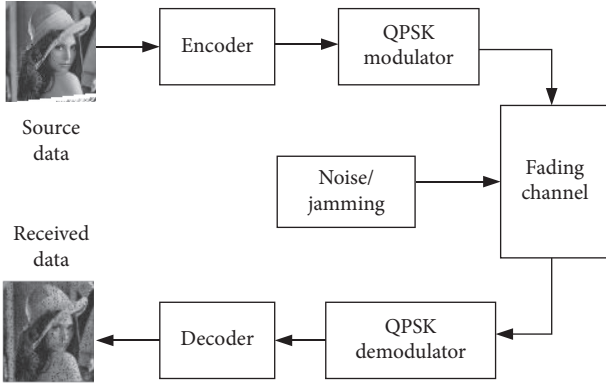 Encoder
QPSK
modulator
Source
data
Noise/
jamming
Fading
channel
Received
data
Decoder
QPSK
demodulator